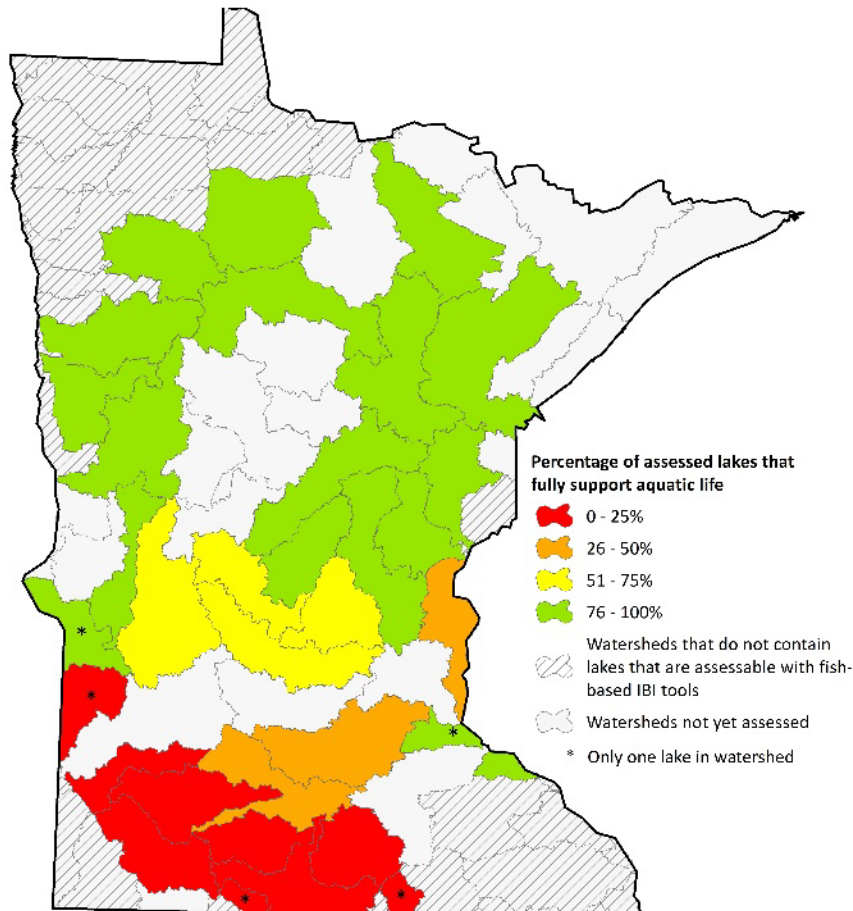 Percentage of assessed lakes that
fully support aquatic life
0 - 25%
26 - 50%
51 - 75%
76 - 100%
Watersheds that do not contain
lakes that are assessable with fish-
based IBI tools
Watersheds not yet assessed
* Only one lake in watershed
*
*
*
*
*